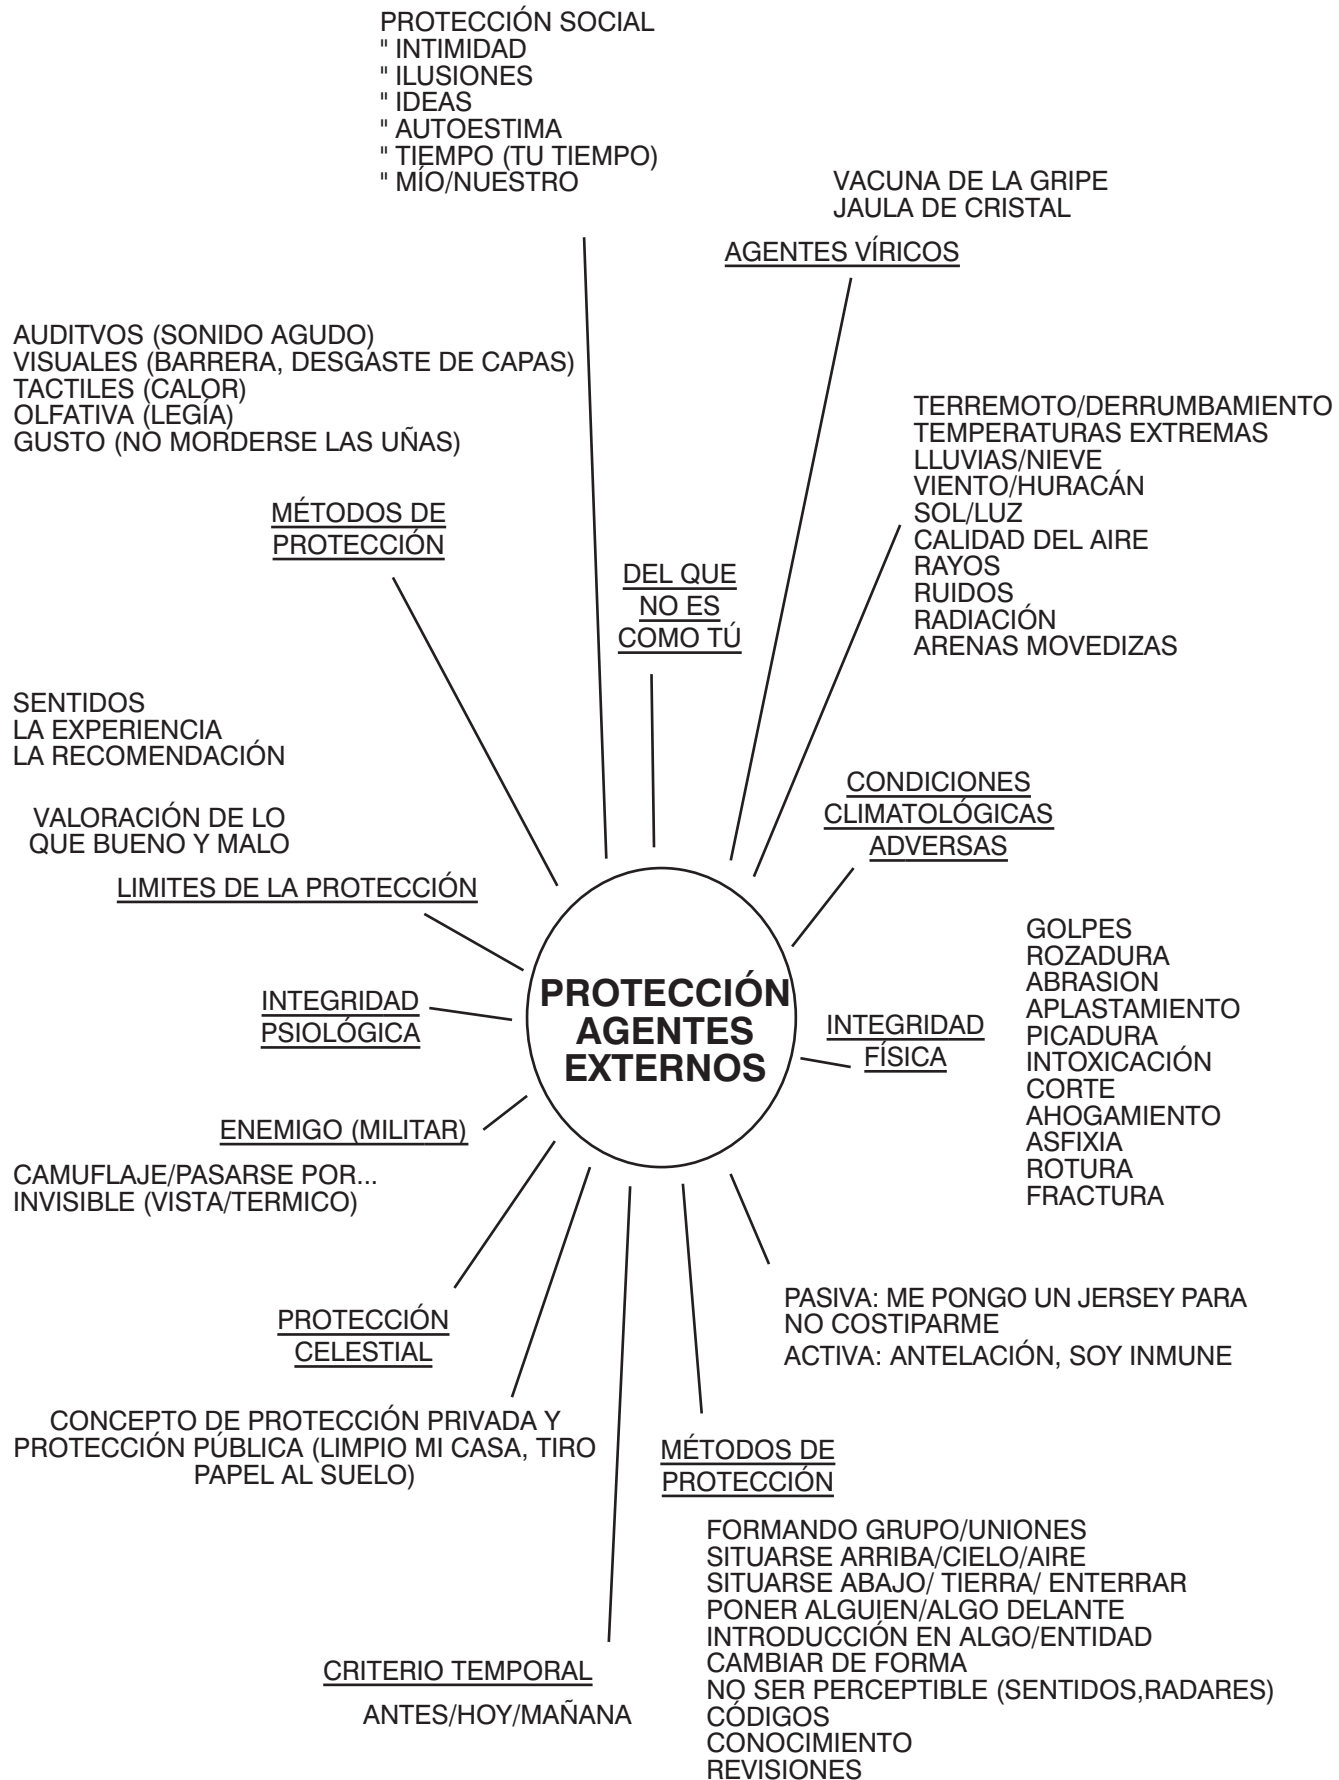 PROTECCIÓN SOCIAL
" INTIMIDAD
" ILUSIONES
" IDEAS
" AUTOESTIMA
" TIEMPO (TU TIEMPO)
" MÍO/NUESTRO
VACUNA DE LA GRIPE
JAULA DE CRISTAL
AGENTES VÍRICOS
AUDITVOS (SONIDO AGUDO)
VISUALES (BARRERA, DESGASTE DE CAPAS)
TACTILES (CALOR)
OLFATIVA (LEGÍA)
GUSTO (NO MORDERSE LAS UÑAS)
MÉTODOS DE
PROTECCIÓN
DEL QUE
NO ES
COMO TÚ
TERREMOTO/DERRUMBAMIENTO
TEMPERATURAS EXTREMAS
LLUVIAS/NIEVE
VIENTO/HURACÁN
SOL/LUZ
CALIDAD DEL AIRE
RAYOS
RUIDOS
RADIACIÓN
ARENAS MOVEDIZAS
SENTIDOS
LA EXPERIENCIA
LA RECOMENDACIÓN
VALORACIÓN DE LO
QUE BUENO Y MALO
LIMITES DE LA PROTECCIÓN
CONDICIONES
CLIMATOLÓGICAS
ADVERSAS
INTEGRIDAD
PSIOLÓGICA
PROTECCIÓN
AGENTES
EXTERNOS
INTEGRIDAD
FÍSICA
GOLPES
ROZADURA
ABRASION
APLASTAMIENTO
PICADURA
INTOXICACIÓN
CORTE
AHOGAMIENTO
ASFIXIA
ROTURA
FRACTURA
ENEMIGO (MILITAR)
CAMUFLAJE/PASARSE POR...
INVISIBLE (VISTA/TERMICO)
PROTECCIÓN
CELESTIAL
PASIVA: ME PONGO UN JERSEY PARA
NO COSTIPARME
ACTIVA: ANTELACIÓN, SOY INMUNE
CONCEPTO DE PROTECCIÓN PRIVADA Y
PROTECCIÓN PÚBLICA (LIMPIO MI CASA, TIRO
PAPEL AL SUELO)
MÉTODOS DE
PROTECCIÓN
FORMANDO GRUPO/UNIONES
SITUARSE ARRIBA/CIELO/AIRE
SITUARSE ABAJO/ TIERRA/ ENTERRAR
PONER ALGUIEN/ALGO DELANTE
INTRODUCCIÓN EN ALGO/ENTIDAD
CAMBIAR DE FORMA
NO SER PERCEPTIBLE (SENTIDOS,RADARES)
CÓDIGOS
CONOCIMIENTO
REVISIONES
CRITERIO TEMPORAL
ANTES/HOY/MAÑANA